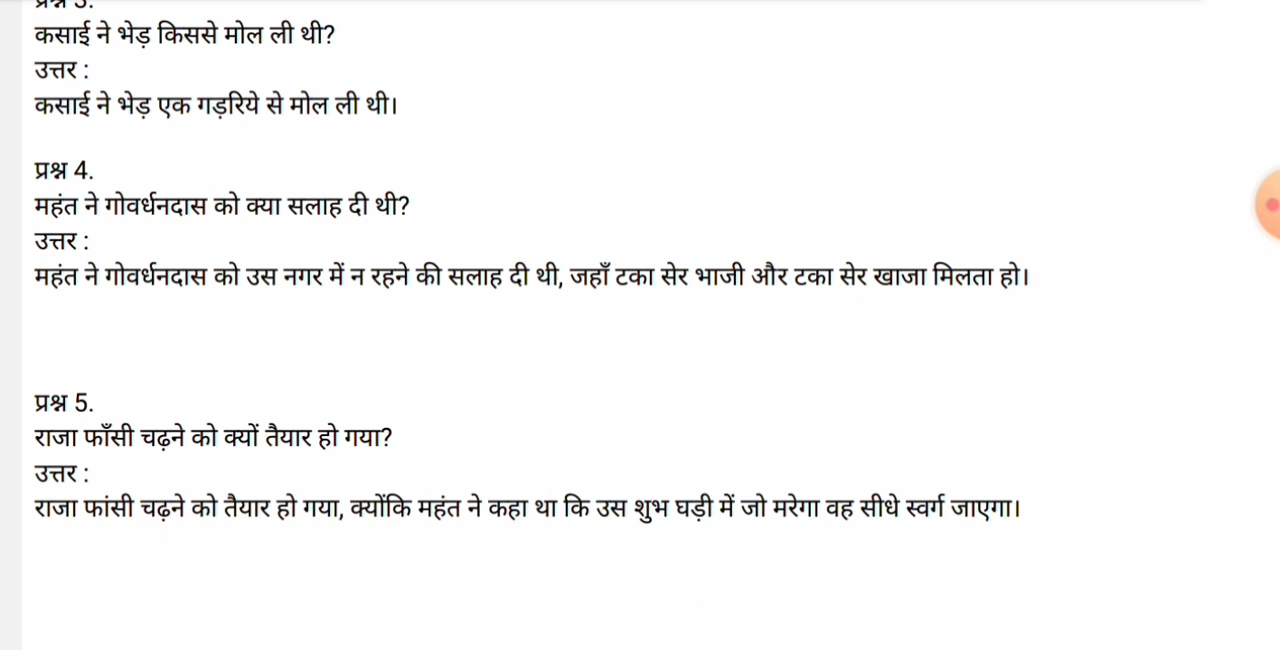 कसाई ने भेड़ किससे मोल ली थी?
उत्तर :
कसाई ने भेड़ एक गड़रिये से मोल ली थी।
प्रश्न 4.
महंत ने गोवर्धनदास को क्या सलाह दी थी?
उत्तर :
महंत ने गोवर्धनदास को उस नगर में न रहने की सलाह दी थी, जहाँ टका सेर भाजी और टका सेर खाजा मिलता हो।
प्रश्न 5.
राजा फाँसी चढ़ने को क्यों तैयार हो गया?
उत्तर :
राजा फांसी चढ़ने को तैयार हो गया, क्योंकि महंत ने कहा था कि उस शुभ घड़ी में जो मरेगा वह सीधे स्वर्ग जाएगा।